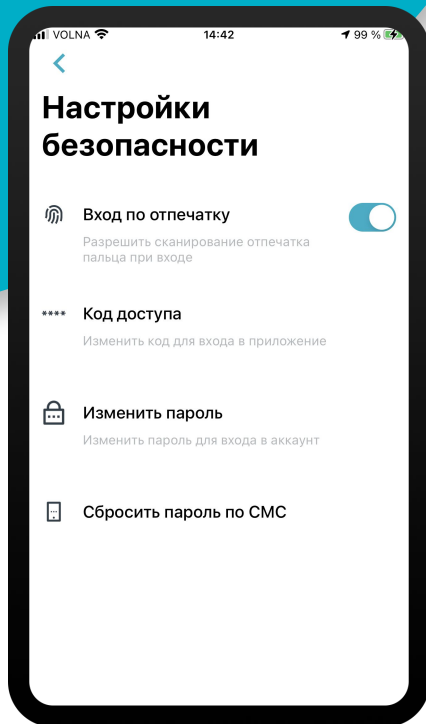 VOLNA 14:42 99 %
Настройки
безопасности
Вход по отпечатку
Разрешить сканирование отпечатка
пальца при входе
**** Код доступа
Изменить код для входа в приложение
Изменить пароль
Изменить пароль для входа в аккаунт
Сбросить пароль по СМС